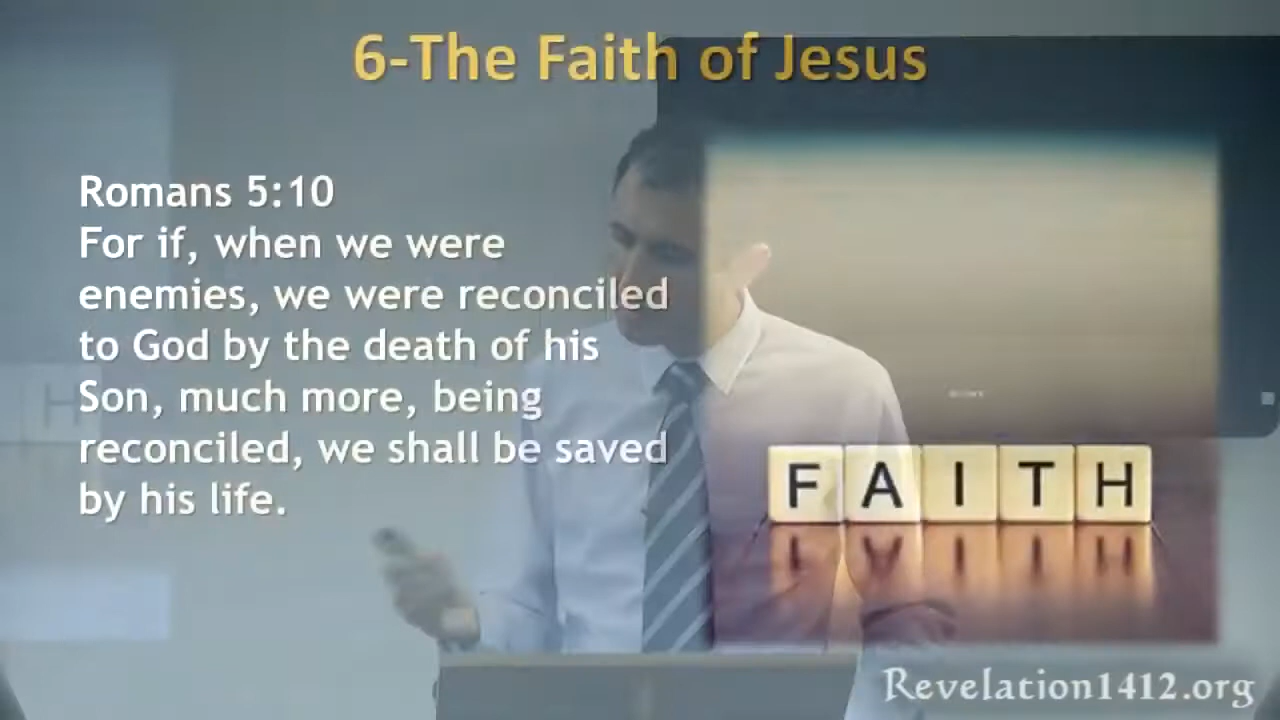 6-The Faith of Jesus
Romans 5:10
For if, when we were
enemies, we were reconciled
to God by the death of his
Son, much more, being
reconciled, we shall be saved
by his life.
FAITH
H
Revelation1412.org